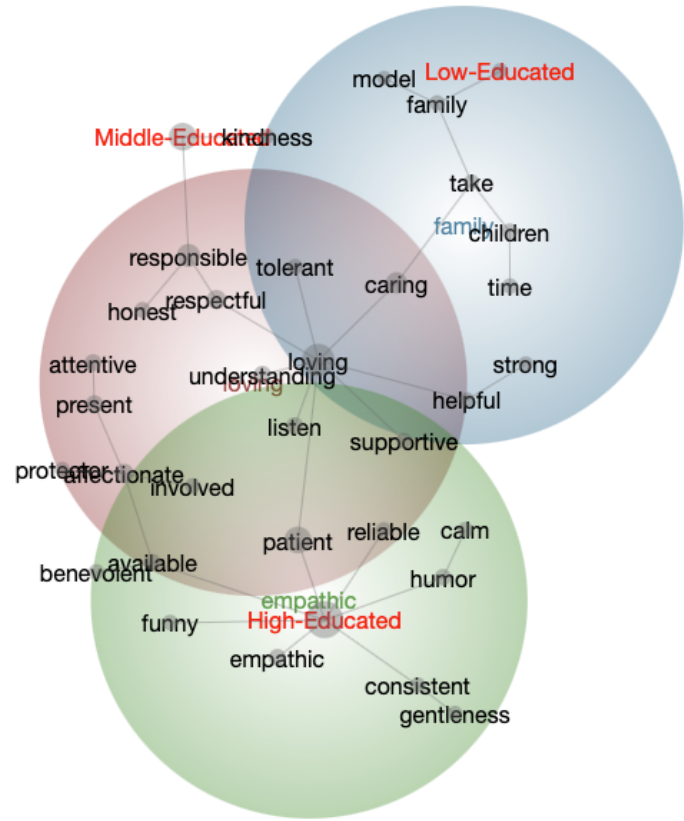 Low-Educated
model
family
Middle-Educated
kindness
take
family
children
responsible
tolerant
caring
time
respectful
honest
loving
attentive
strong
understanding
loving
present
helpful
listen
supportive
protector
affectionate
involved
reliable
calm
patient
available
benevolent
humor
empathic
High-Educated
funny
empathic
consistent
gentleness